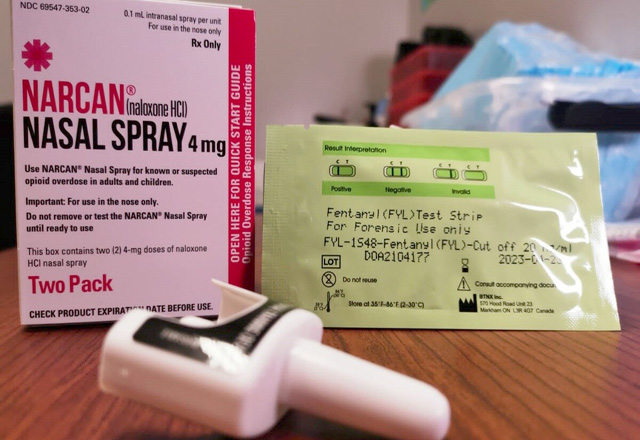 NDC 69547-353-02
0.1 mL intranasal spray per unit
For use in the nose only
Rx Only
NARCAN® (naloxone HCl)
NASAL SPRAY 4 mg
Use NARCAN® Nasal Spray for known or suspected
opioid overdose in adults and children.
Important: For use in the nose only.
Do not remove or test the NARCAN® Nasal Spray
until ready to use
This box contains two (2) 4-mg doses of naloxone
HCl nasal spray
Two Pack
CHECK PRODUCT EXPIRATION DATE BEFORE USE.
OPEN HERE FOR QUICK START GUIDE
Opioid Overdose Response Instructions
Result Interpretation
C T
C T
C T
C T
Positive
Negative
Invalid
Fentanyl(FYL)Test Strip
For Forensic Use only
FYL-1S48-Fentanyl(FYL)-Cut off 20 ng/ml
LOT
DOA2104177
2023-04-
Do not reuse
Consult accompanying
Store at 35°F-86°F (2-30°C)
BTNX Inc.
570 Hood Road Unit 23
Markham ON, L3R 4G7 Canada